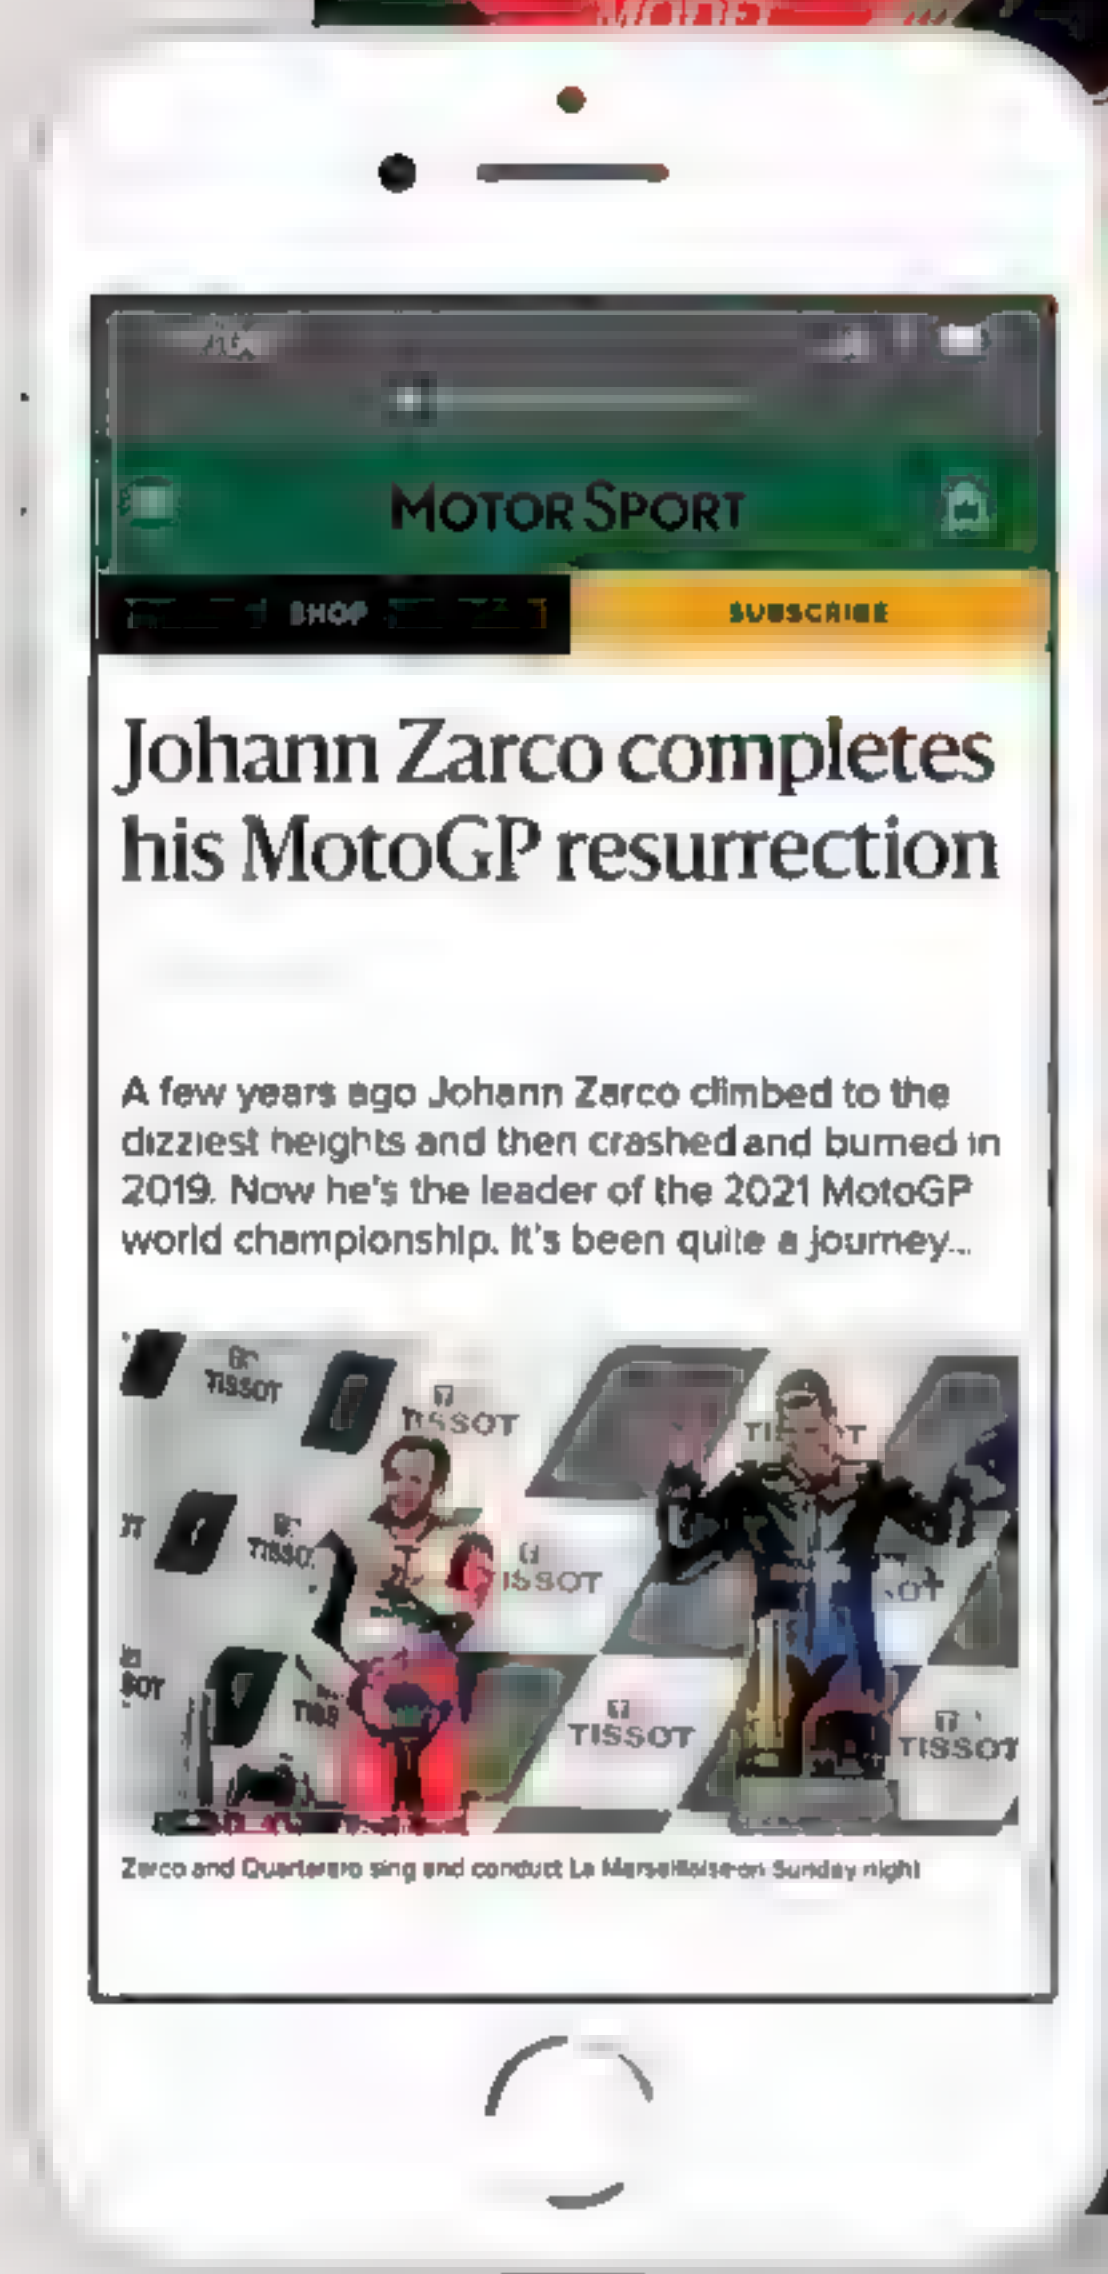 MOTOR SPORT
SHOP
SUBSCRIBE
Johann Zarco completes
his MotoGP resurrection
A few years ago Johann Zarco climbed to the
dizziest heights and then crashed and burned in
2019. Now he's the leader of the 2021 MotoGP
world championship. It's been quite a journey...
TISSOT
TISSOT
TISSOT
TISSOT
TISSOT
Zarco and Quartararo sing and conduct La Marseillaise on Sunday night